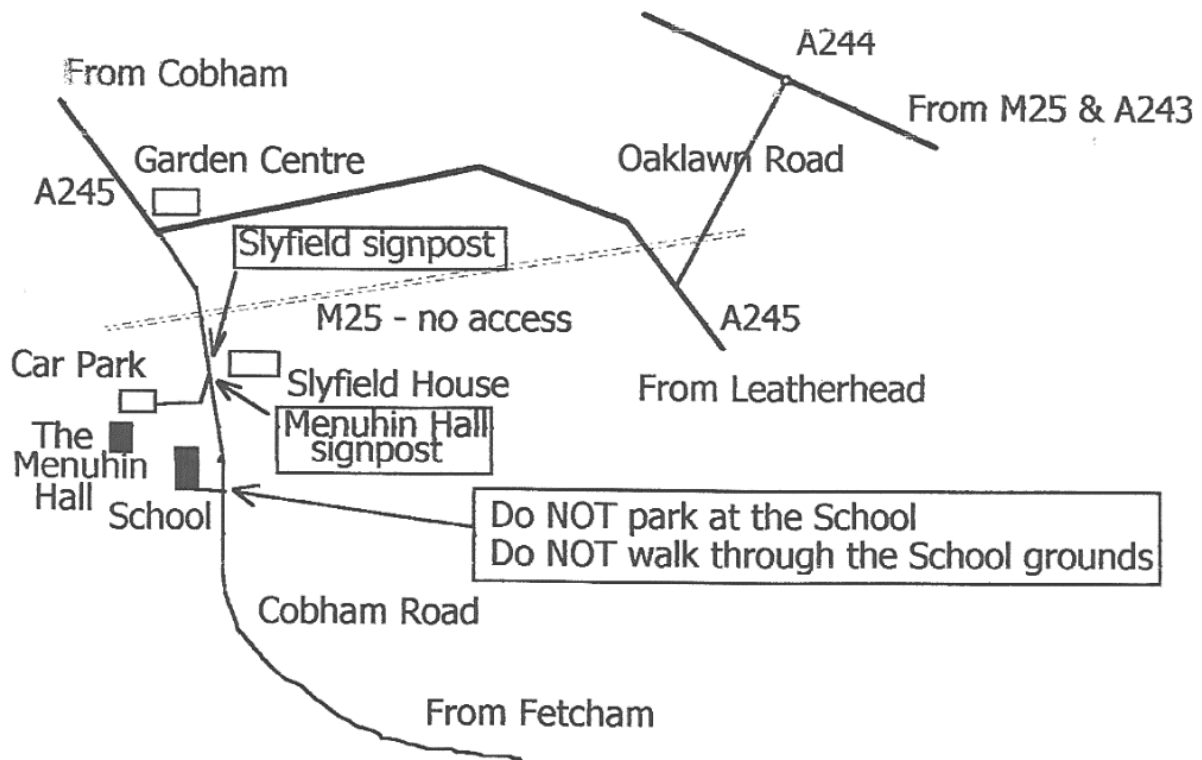 A244
From Cobham
From M25 & A243
Garden Centre
Oaklawn Road
A245
Slyfield signpost
M25 - no access
A245
Car Park
Slyfield House
From Leatherhead
Menuhin Hall
signpost
The
Menuhin
Hall
School
Do NOT park at the School
Do NOT walk through the School grounds
Cobham Road
From Fetcham